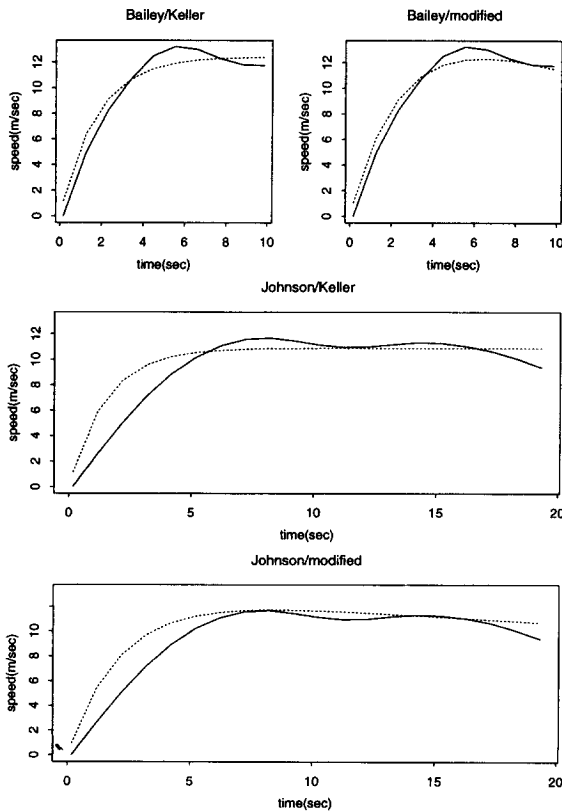 Bailey/Keller
speed(m/sec)
0 2 4 6 8 10 12
0 2 4 6 8 10
time(sec)
Bailey/modified
speed(m/sec)
0 2 4 6 8 10 12
0 2 4 6 8 10
time(sec)
Johnson/Keller
speed(m/sec)
0 2 4 6 8 10 12
0 5 10 15 20
time(sec)
Johnson/modified
speed(m/sec)
0 2 4 6 8 10
0 5 10 15 20
time(sec)